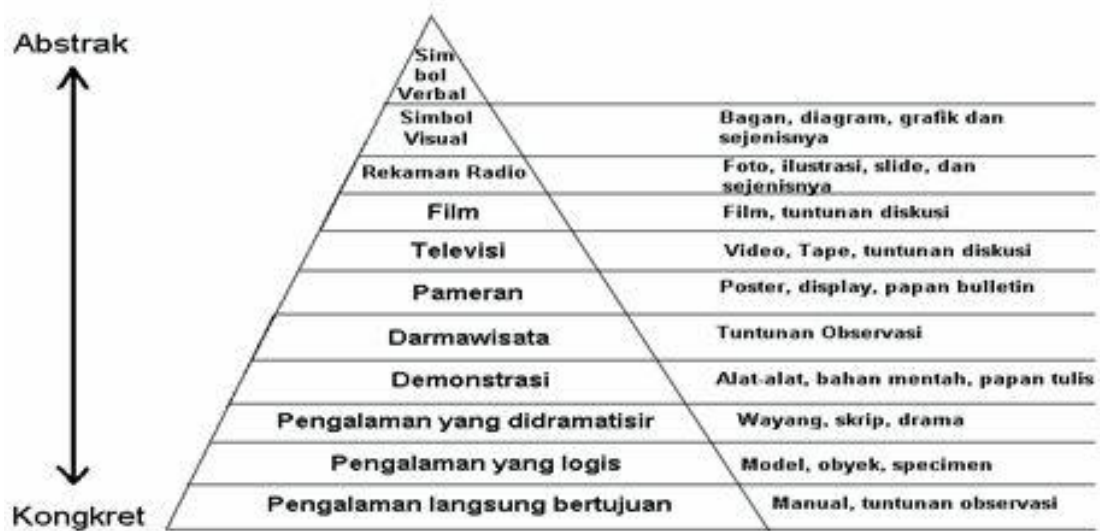 Abstrak
Sim
bol
Verbal
Simbol
Visual
Bagan, diagram, grafik dan
sejenisnya
Rekaman Radio
Foto, ilustrasi, slide, dan
sejenisnya
Film
Film, tuntunan diskusi
Televisi
Video, Tape, tuntunan diskusi
Pameran
Poster, display, papan bulletin
Darmawisata
Tuntunan Observasi
Demonstrasi
Alat-alat, bahan mentah, papan tulis
Pengalaman yang didramatisir
Wayang, skrip, drama
Pengalaman yang logis
Model, obyek, specimen
Pengalaman langsung bertujuan
Manual, tuntunan observasi
Kongkret